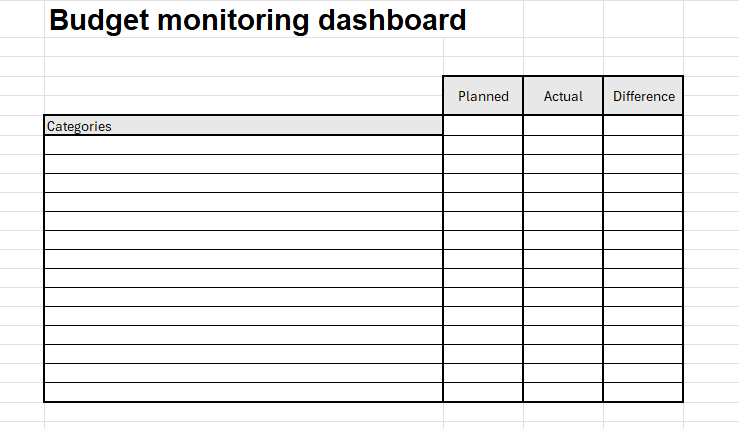 Budget monitoring dashboard
Planned Actual Difference
Categories